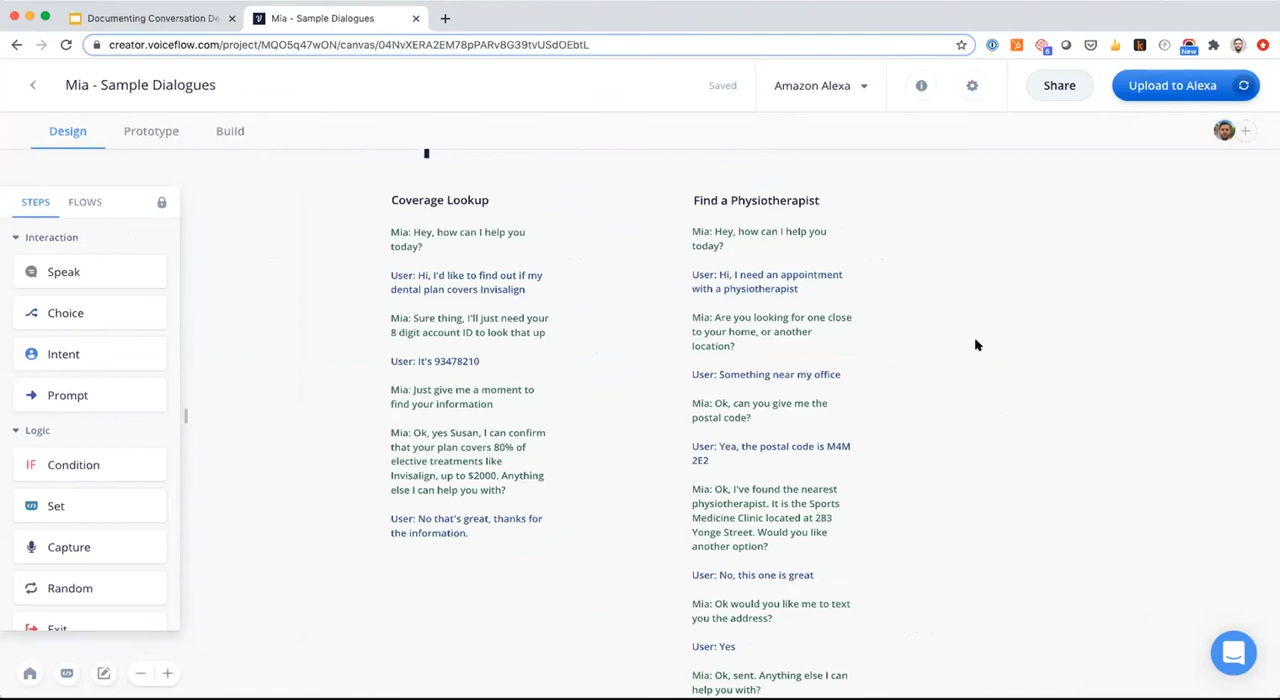 Documenting Conversation De
Mia - Sample Dialogues
creator.voiceflow.com/project/MQO5q47wON/canvas/04NvXERA2EM78pPARv8G39tvUSdOEbtL
6
k
New
Mia - Sample Dialogues
Saved
Amazon Alexa
Share
Upload to Alexa
Design
Prototype
Build
STEPS
FLOWS
Interaction
Speak
Choice
Intent
Prompt
Logic
IF Condition
Set
Capture
Random
Exit
Coverage Lookup
Mia: Hey, how can I help you
today?
User: Hi, I'd like to find out if my
dental plan covers Invisalign
Mia: Sure thing, I'll just need your
8 digit account ID to look that up
User: It's 93478210
Mia: Just give me a moment to
find your information
Mia: Ok, yes Susan, I can confirm
that your plan covers 80% of
elective treatments like
Invisalign, up to $2000. Anything
else I can help you with?
User: No that's great, thanks for
the information.
Find a Physiotherapist
Mia: Hey, how can I help you
today?
User: Hi, I need an appointment
with a physiotherapist
Mia: Are you looking for one close
to your home, or another
location?
User: Something near my office
Mia: Ok, can you give me the
postal code?
User: Yea, the postal code is M4M
2E2
Mia: Ok, I've found the nearest
physiotherapist. It is the Sports
Medicine Clinic located at 283
Yonge Street. Would you like
another option?
User: No, this one is great
Mia: Ok would you like me to text
you the address?
User: Yes
Mia: Ok, sent. Anything else I can
help you with?